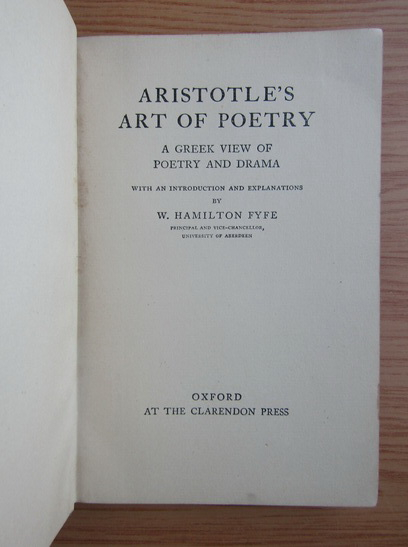 ARISTOTLE'S
ART OF POETRY
A GREEK VIEW OF
POETRY AND DRAMA
WITH AN INTRODUCTION AND EXPLANATIONS
BY
W. HAMILTON FYFE
PRINCIPAL AND VICE-CHANCELLOR,
UNIVERSITY OF ABERDEEN
OXFORD
AT THE CLARENDON PRESS